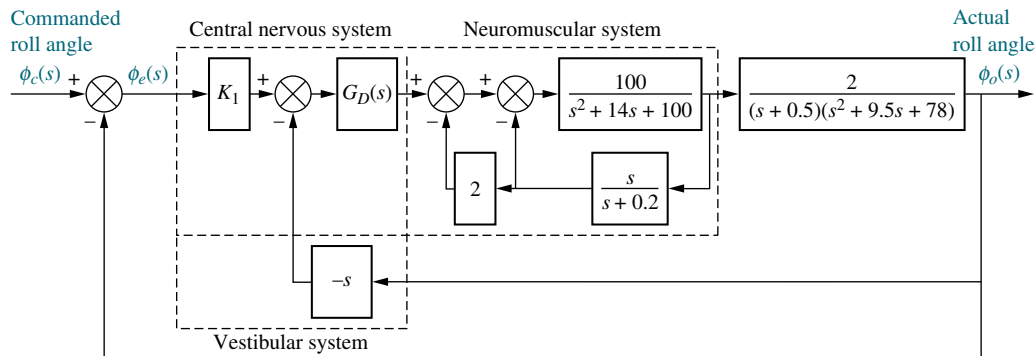 Commanded
roll angle
ϕc(s)
+
−
ϕe(s)
Central nervous system
K1
+
−
GD(s)
Neuromuscular system
+
−
+
−
100
s² + 14s + 100
2
s
s + 0.2
2
(s + 0.5)(s² + 9.5s + 78)
Actual
roll angle
ϕo(s)
−s
Vestibular system